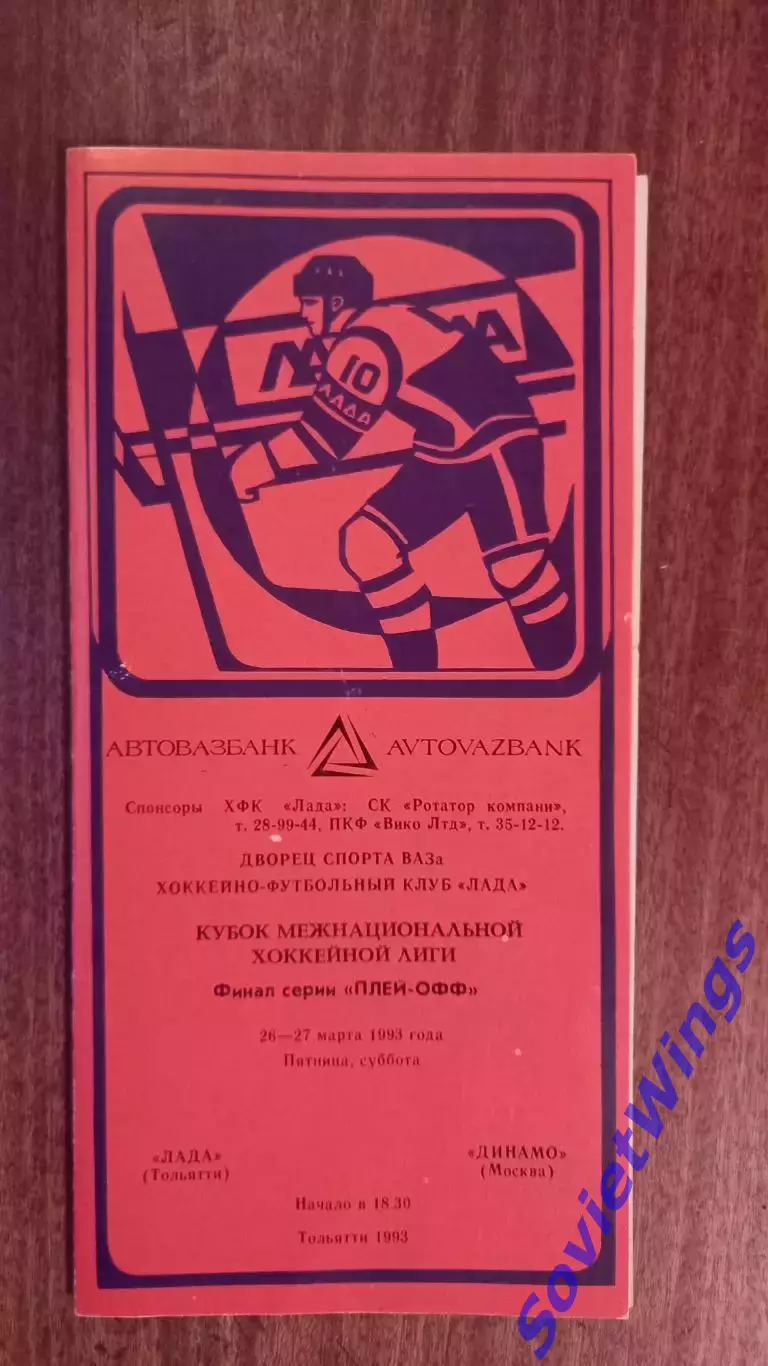 ЛАДА
10
ЛАДА
АВТОВАЗБАНК AVTOVAZBANK
Спонсоры ХФК «Лада»: СК «Ротатор компани»,
т. 28-99-44, ПКФ «Вико Лтд», т. 35-12-12.
ДВОРЕЦ СПОРТА ВАЗа
ХОККЕЙНО-ФУТБОЛЬНЫЙ КЛУБ «ЛАДА»
КУБОК МЕЖНАЦИОНАЛЬНОЙ
ХОККЕЙНОЙ ЛИГИ
Финал серии «ПЛЕЙ-ОФФ»
26—27 марта 1993 года
Пятница, суббота
«ЛАДА» «ДИНАМО»
(Тольятти) (Москва)
Начало в 18.30
Тольятти 1993
SovietWings